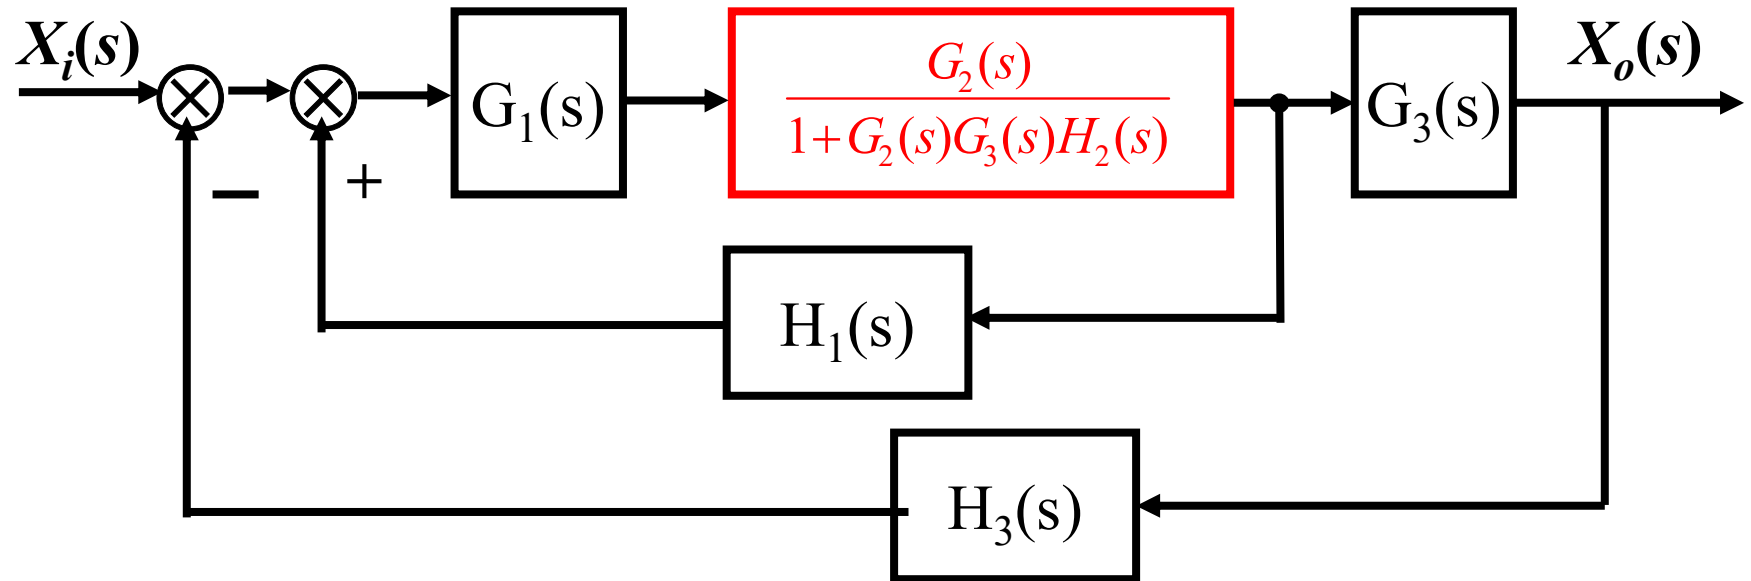 Xᵢ(s)
G₁(s)
G₂(s)
1+G₂(s)G₃(s)H₂(s)
G₃(s)
Xₒ(s)
−
+
H₁(s)
H₃(s)